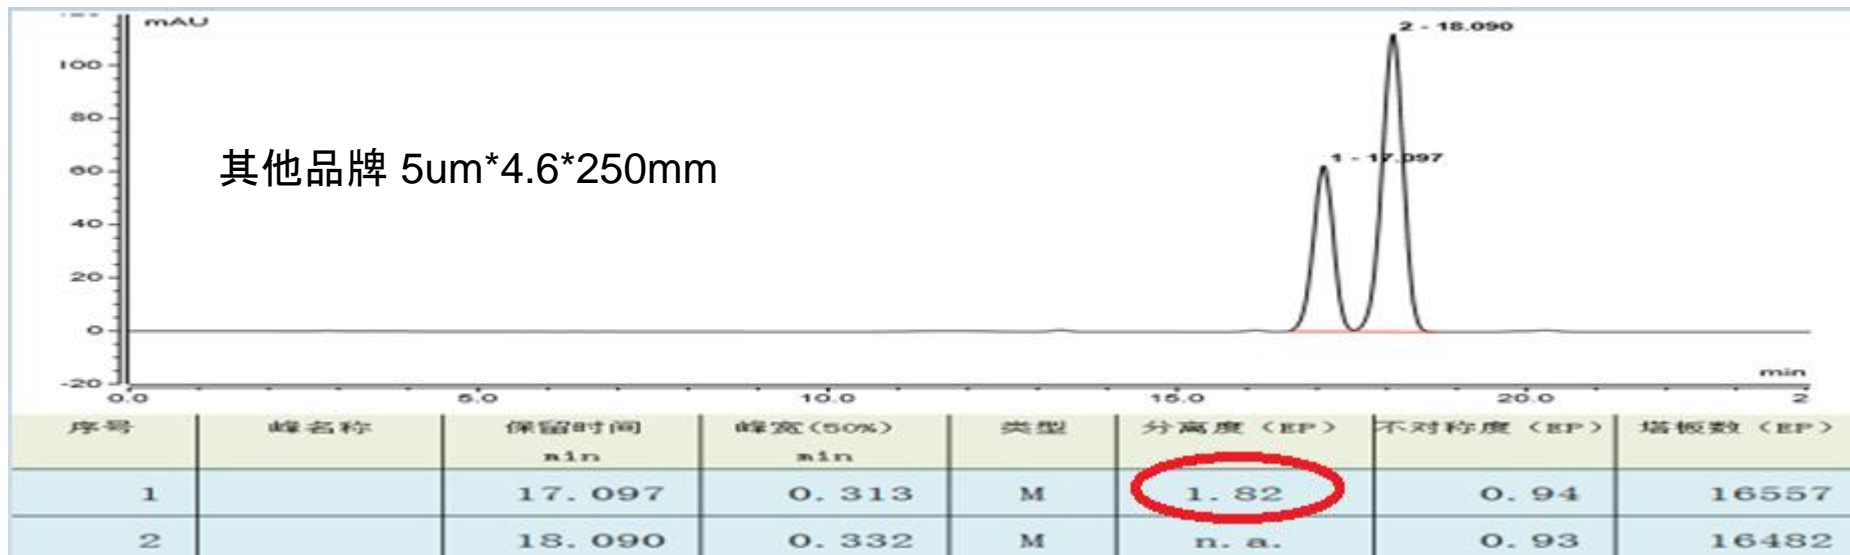 mAU
2 - 18.090
100
80
其他品牌 5um*4.6*250mm
1 - 17.097
60
40
20
0
min
-20
0.0 5.0 10.0 15.0 20.0 2
序号 峰名称 保留时间 峰宽(50%) 类型 分离度 (EP) 不对称度 (EP) 塔板数 (EP)
min min
1 17.097 0.313 M 1.82 0.94 16557
2 18.090 0.332 M n.a. 0.93 16482